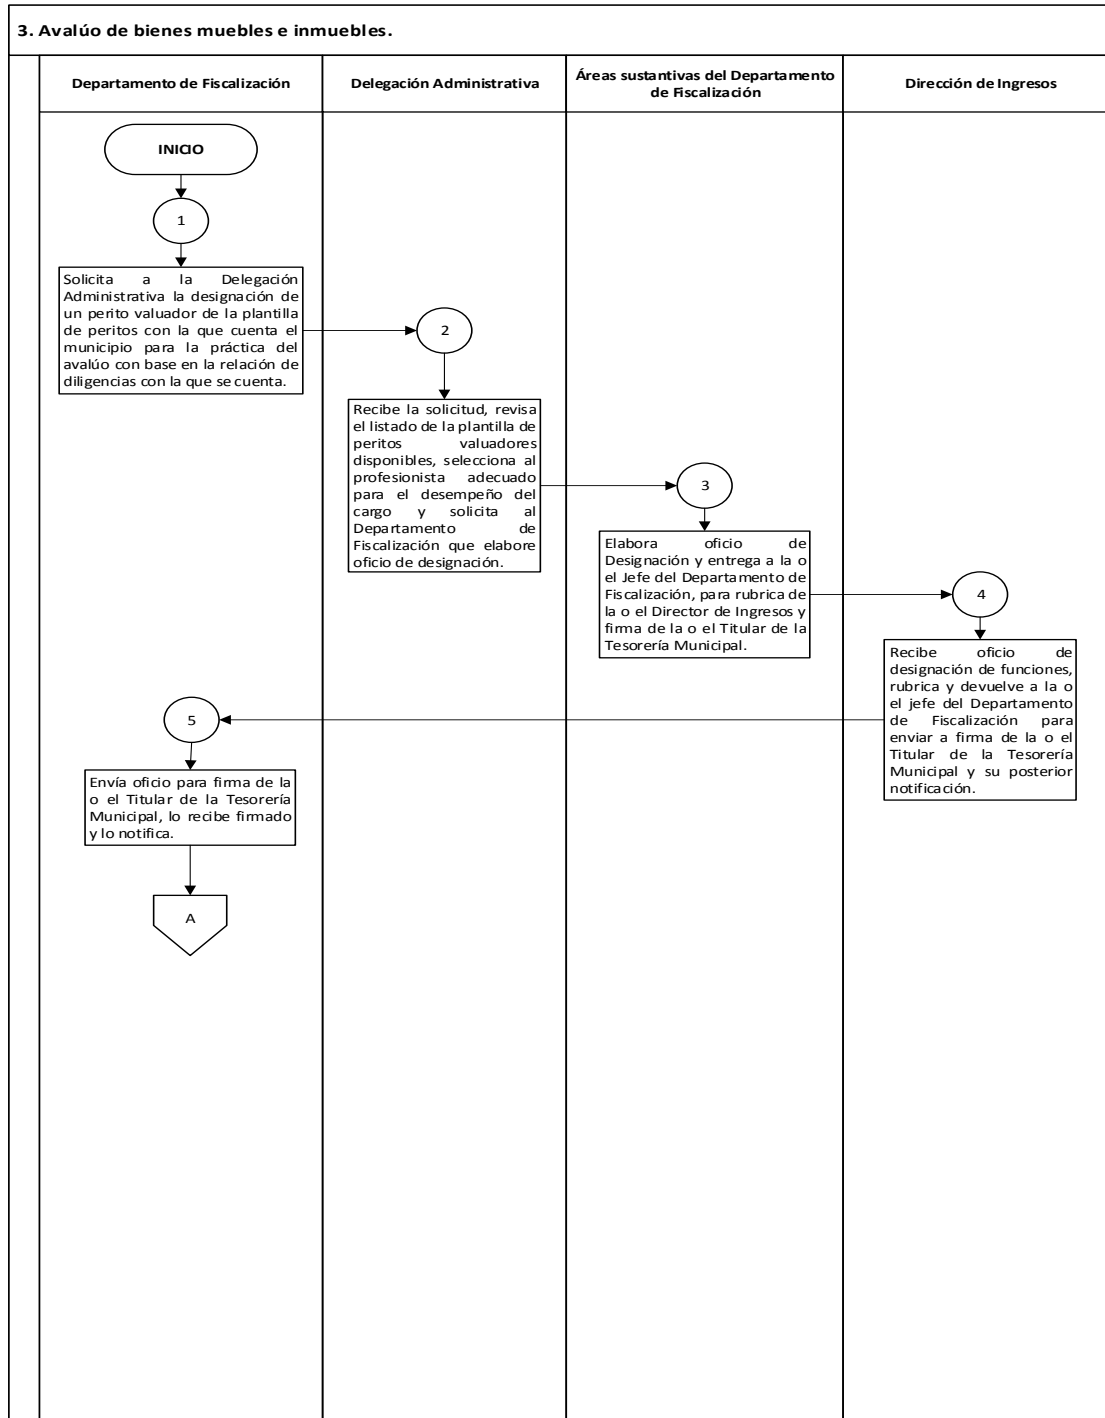 3. Avalúo de bienes muebles e inmuebles.
Departamento de Fiscalización
Delegación Administrativa
Áreas sustantivas del Departamento
de Fiscalización
Dirección de Ingresos
INICIO
1
Solicita a la Delegación
Administrativa la designación de
un perito valuador de la plantilla
de peritos con la que cuenta el
municipio para la práctica del
avalúo con base en la relación de
diligencias con la que se cuenta.
2
Recibe la solicitud, revisa
el listado de la plantilla de
peritos valuadores
disponibles, selecciona al
profesionista adecuado
para el desempeño del
cargo y solicita al
Departamento de
Fiscalización que elabore
oficio de designación.
3
Elabora oficio de
Designación y entrega a la o
el Jefe del Departamento de
Fiscalización, para rubrica de
la o el Director de Ingresos y
firma de la o el Titular de la
Tesorería Municipal.
4
Recibe oficio de
designación de funciones,
rubrica y devuelve a la o
el jefe del Departamento
de Fiscalización para
enviar a firma de la o el
Titular de la Tesorería
Municipal y su posterior
notificación.
5
Envía oficio para firma de la
o el Titular de la Tesorería
Municipal, lo recibe firmado
y lo notifica.
A